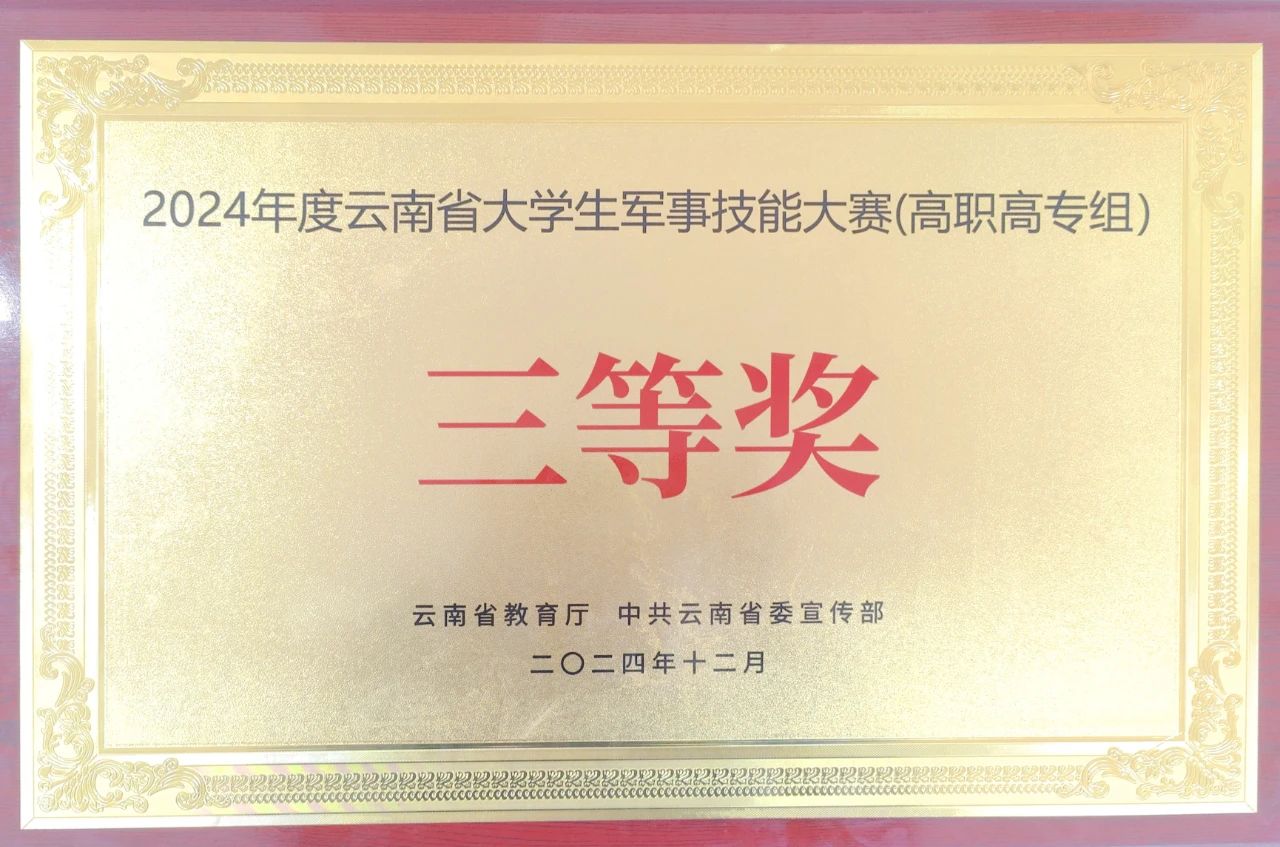 2024年度云南省大学生军事技能大赛(高职高专组)
三等奖
云南省教育厅 中共云南省委宣传部
二〇二四年十二月